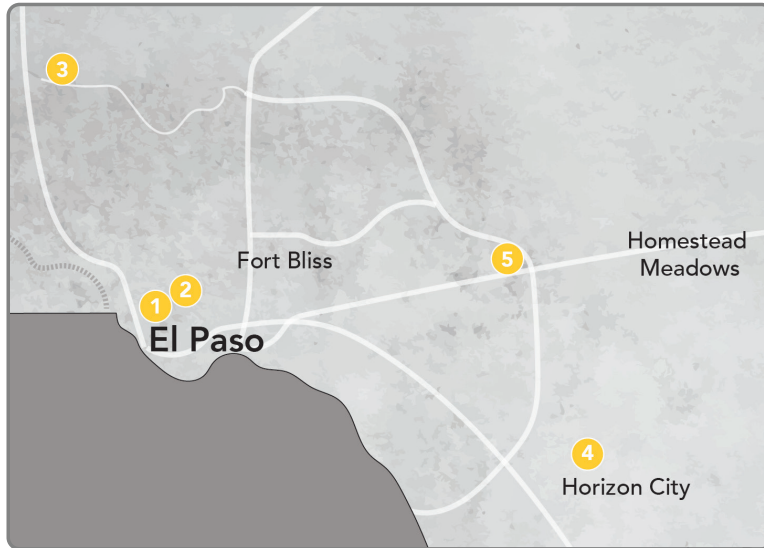 3
Homestead
Meadows
Fort Bliss
5
2
1
El Paso
4
Horizon City